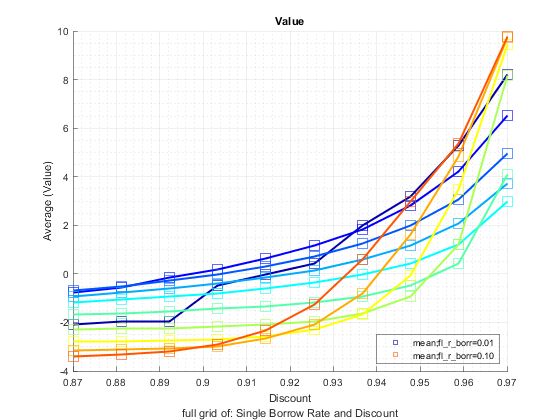 Value
10
8
6
4
2
0
-2
-4
Average (Value)
mean;fl_r_borr=0.01
mean;fl_r_borr=0.10
0.87 0.88 0.89 0.9 0.91 0.92 0.93 0.94 0.95 0.96 0.97
Discount
full grid of: Single Borrow Rate and Discount